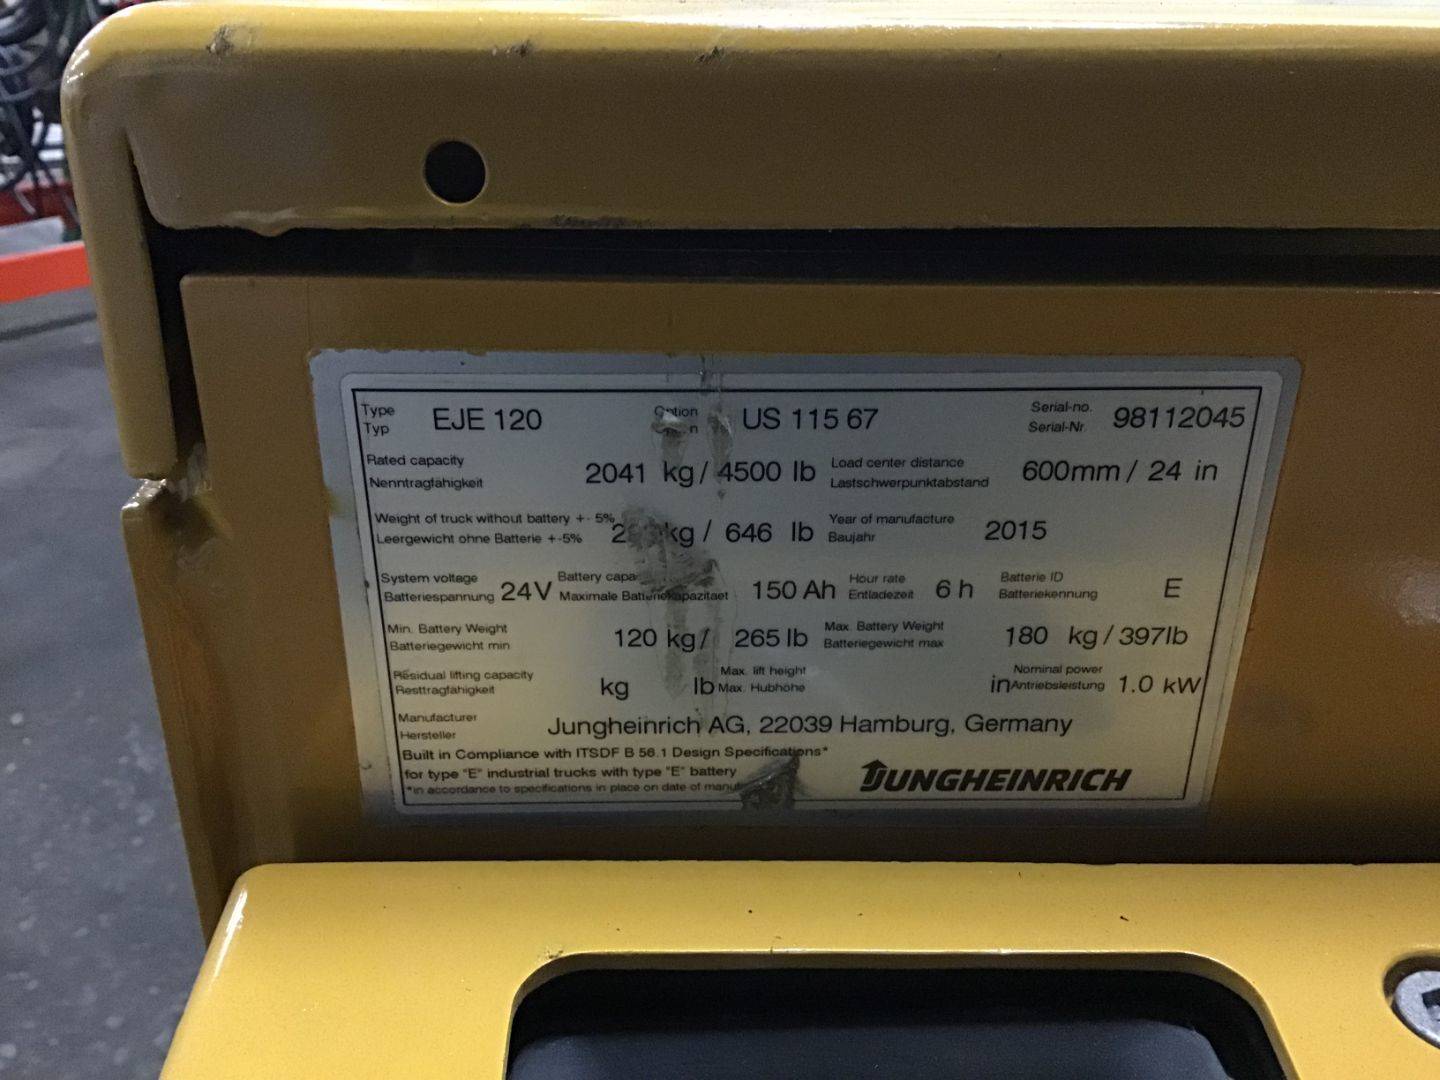 Type EJE 120 Option US 115 67 Serial-no. 98112045
Typ Serial-Nr.
Rated capacity 2041 kg / 4500 lb Load center distance 600mm / 24 in
Nenntragfähigkeit Lastschwerpunktabstand
Weight of truck without battery +- 5% kg / 646 lb Year of manufacture 2015
Leergewicht ohne Batterie +-5% Baujahr
System voltage 24V Battery 150 Ah Hour rate 6 h Batterie ID E
Batteriespannung Maximale Batteriekapazitaet Entladezeit Batteriekennung
Min. Battery Weight 120 kg / 265 lb Max. Battery Weight 180 kg / 397lb
Batteriegewicht min Batteriegewicht max
Residual lifting capacity kg lb Max. lift height in Nominal power 1.0 kW
Resttragfähigkeit Max. Hubhöhe Antriebsleistung
Manufacturer Jungheinrich AG, 22039 Hamburg, Germany
Hersteller
Built in Compliance with ITSDF B 56.1 Design Specifications*
for type "E" industrial trucks with type "E" battery
*in accordance to specifications in place on date of
JUNGHEINRICH